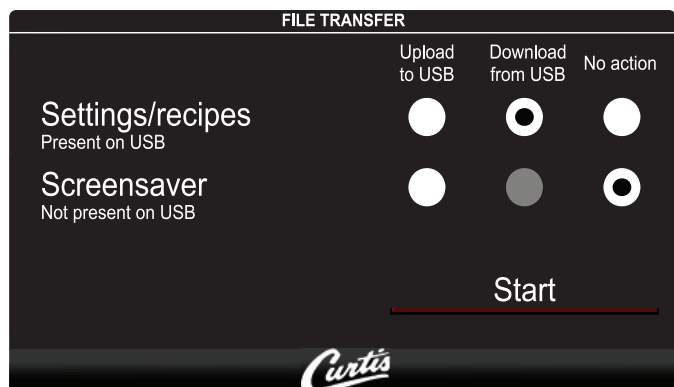 FILE TRANSFER
Upload
to USB
Download
from USB
No action
Settings/recipes
Present on USB
Screensaver
Not present on USB
Start
Curtis